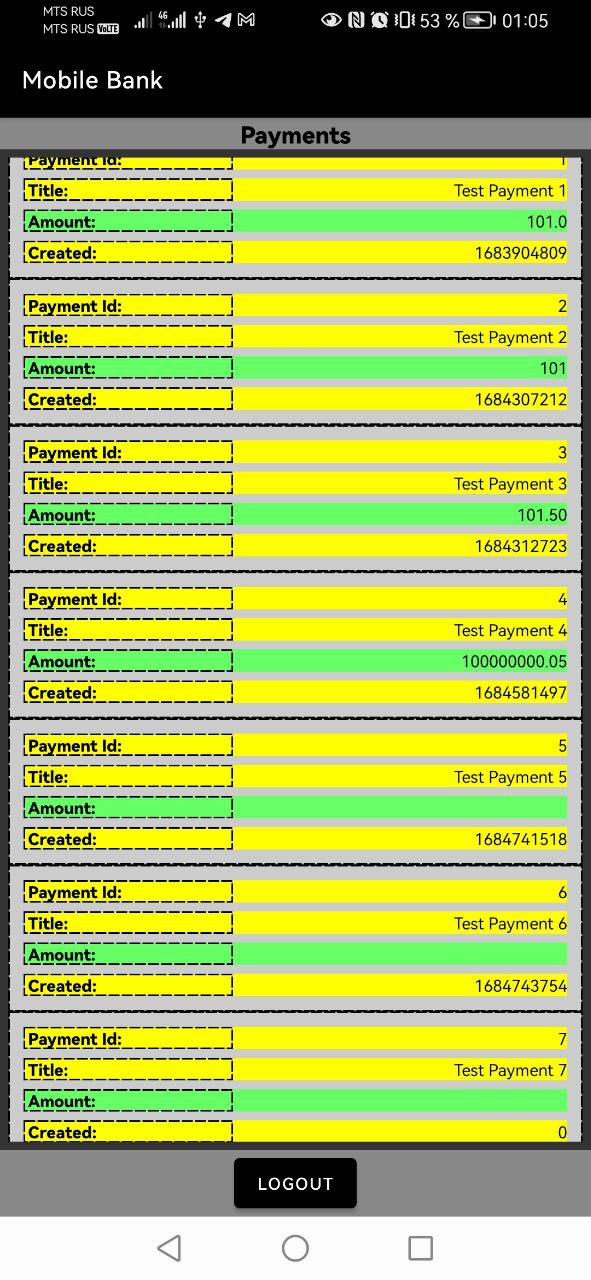 MTS RUS
MTS RUS VoLTE 4G 53 % 01:05
Mobile Bank
Payments
Payment Id: 1
Title: Test Payment 1
Amount: 101.0
Created: 1683904809
Payment Id: 2
Title: Test Payment 2
Amount: 101
Created: 1684307212
Payment Id: 3
Title: Test Payment 3
Amount: 101.50
Created: 1684312723
Payment Id: 4
Title: Test Payment 4
Amount: 100000000.05
Created: 1684581497
Payment Id: 5
Title: Test Payment 5
Amount:
Created: 1684741518
Payment Id: 6
Title: Test Payment 6
Amount:
Created: 1684743754
Payment Id: 7
Title: Test Payment 7
Amount:
Created: 0
LOGOUT